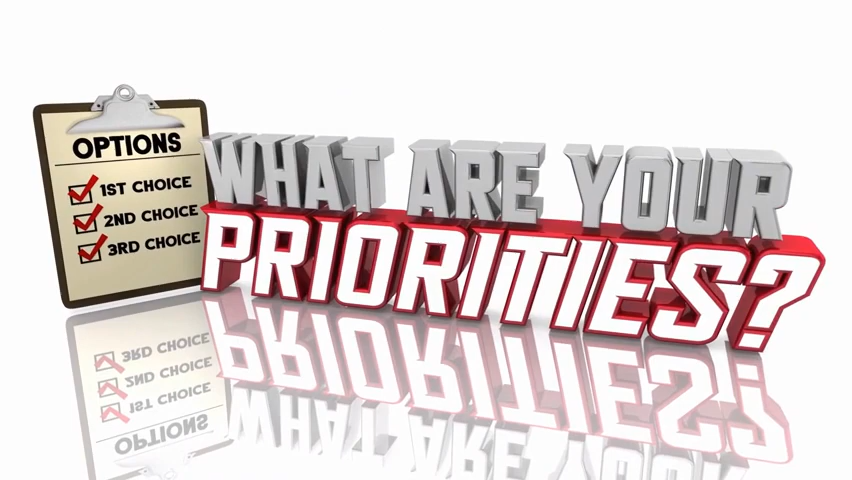 OPTIONS
1ST CHOICE
2ND CHOICE
3RD CHOICE
WHAT ARE YOUR
PRIORITIES?